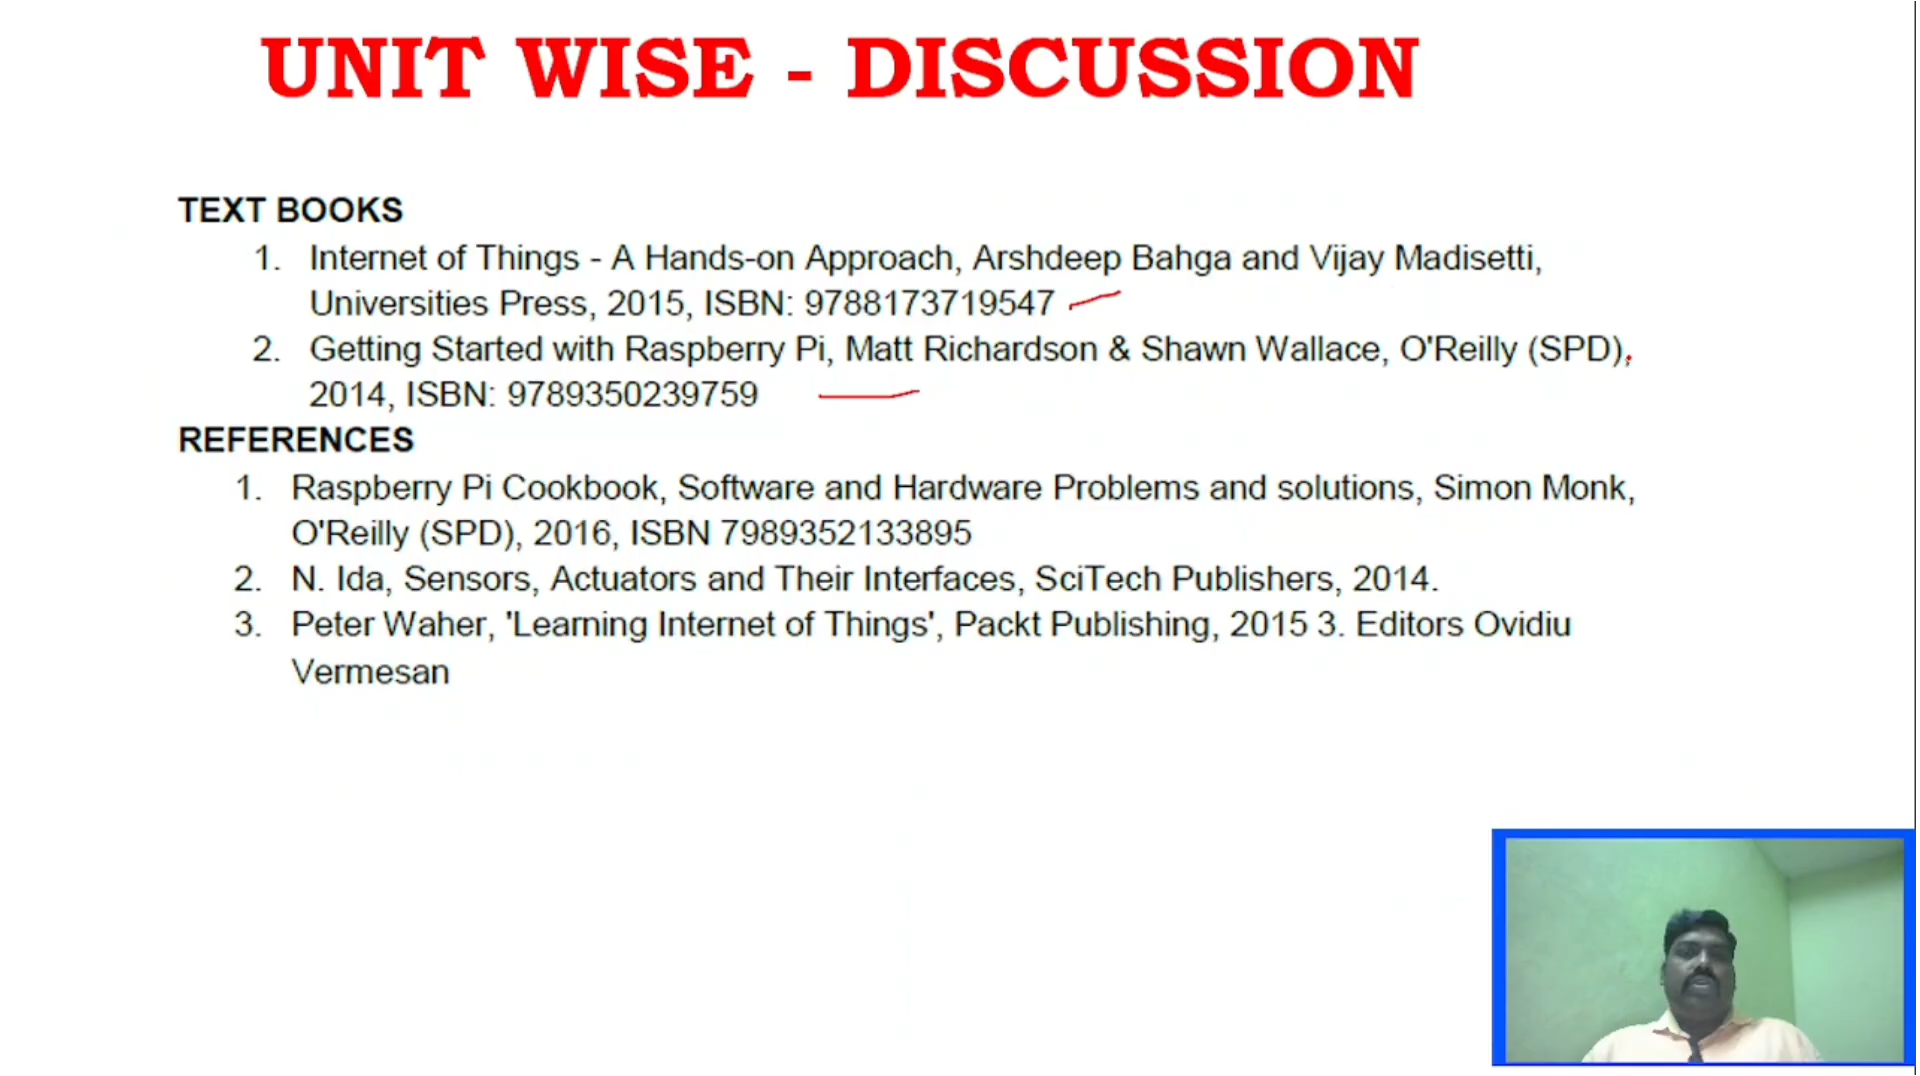 UNIT WISE - DISCUSSION
TEXT BOOKS
1. Internet of Things - A Hands-on Approach, Arshdeep Bahga and Vijay Madisetti,
Universities Press, 2015, ISBN: 9788173719547
2. Getting Started with Raspberry Pi, Matt Richardson & Shawn Wallace, O'Reilly (SPD),
2014, ISBN: 9789350239759
REFERENCES
1. Raspberry Pi Cookbook, Software and Hardware Problems and solutions, Simon Monk,
O'Reilly (SPD), 2016, ISBN 7989352133895
2. N. Ida, Sensors, Actuators and Their Interfaces, SciTech Publishers, 2014.
3. Peter Waher, 'Learning Internet of Things', Packt Publishing, 2015 3. Editors Ovidiu
Vermesan